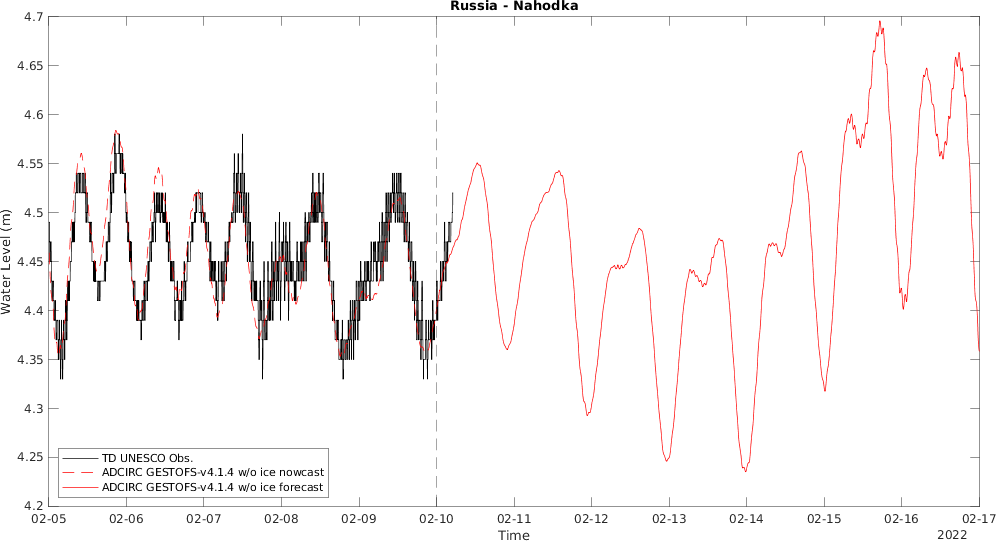 Russia - Nahodka
4.7
4.65
4.6
4.55
4.5
4.45
4.4
4.35
4.3
4.25
4.2
Water Level (m)
TD UNESCO Obs.
ADCIRC GESTOFS-v4.1.4 w/o ice nowcast
ADCIRC GESTOFS-v4.1.4 w/o ice forecast
02-05 02-06 02-07 02-08 02-09 02-10 02-11 02-12 02-13 02-14 02-15 02-16 02-17
Time
2022